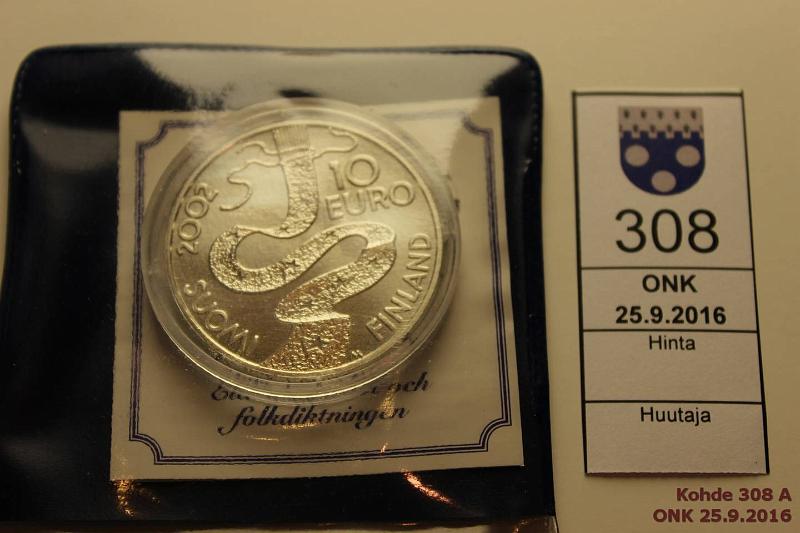 10
EURO
2002
SUOMI
FINLAND
och
folkdiktningen
308
ONK
25.9.2016
Hinta
Huutaja
Kohde 308 A
ONK 25.9.2016